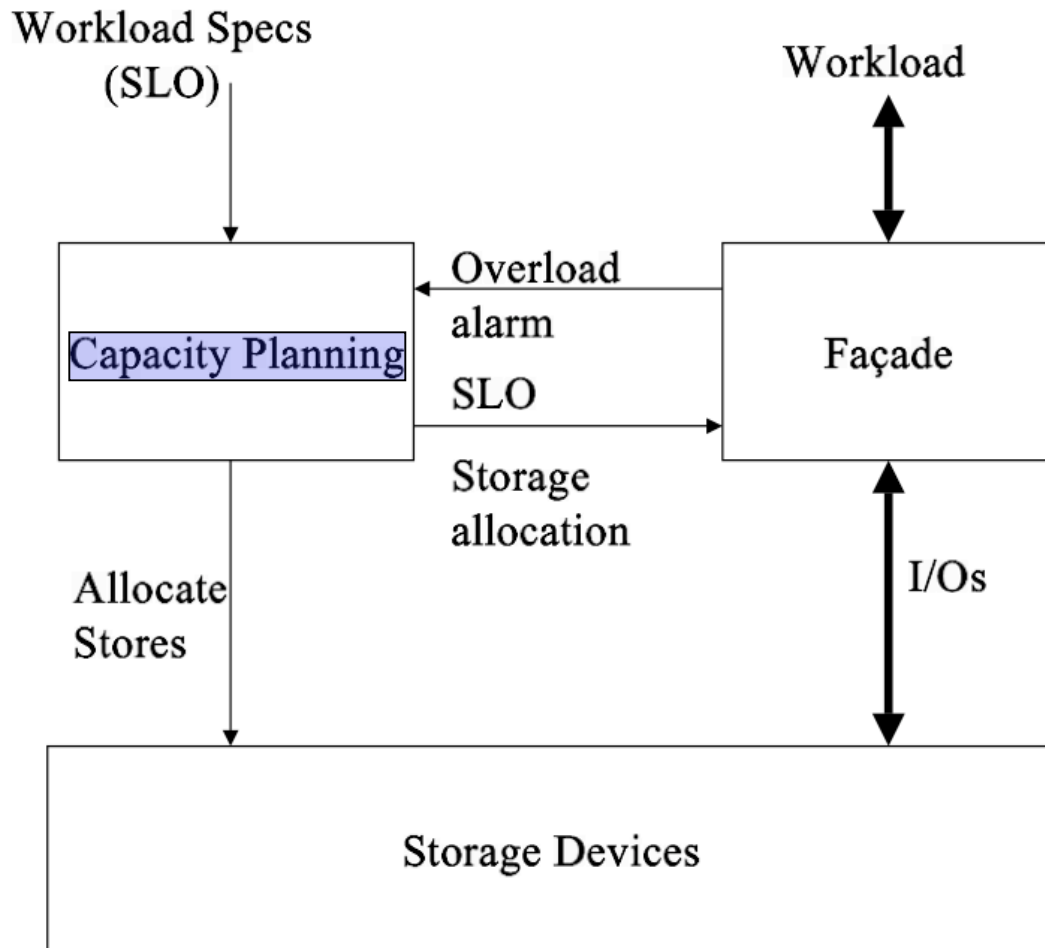 Workload Specs
(SLO)
Workload
Overload
alarm
Capacity Planning
Façade
SLO
Storage
allocation
Allocate
Stores
I/Os
Storage Devices